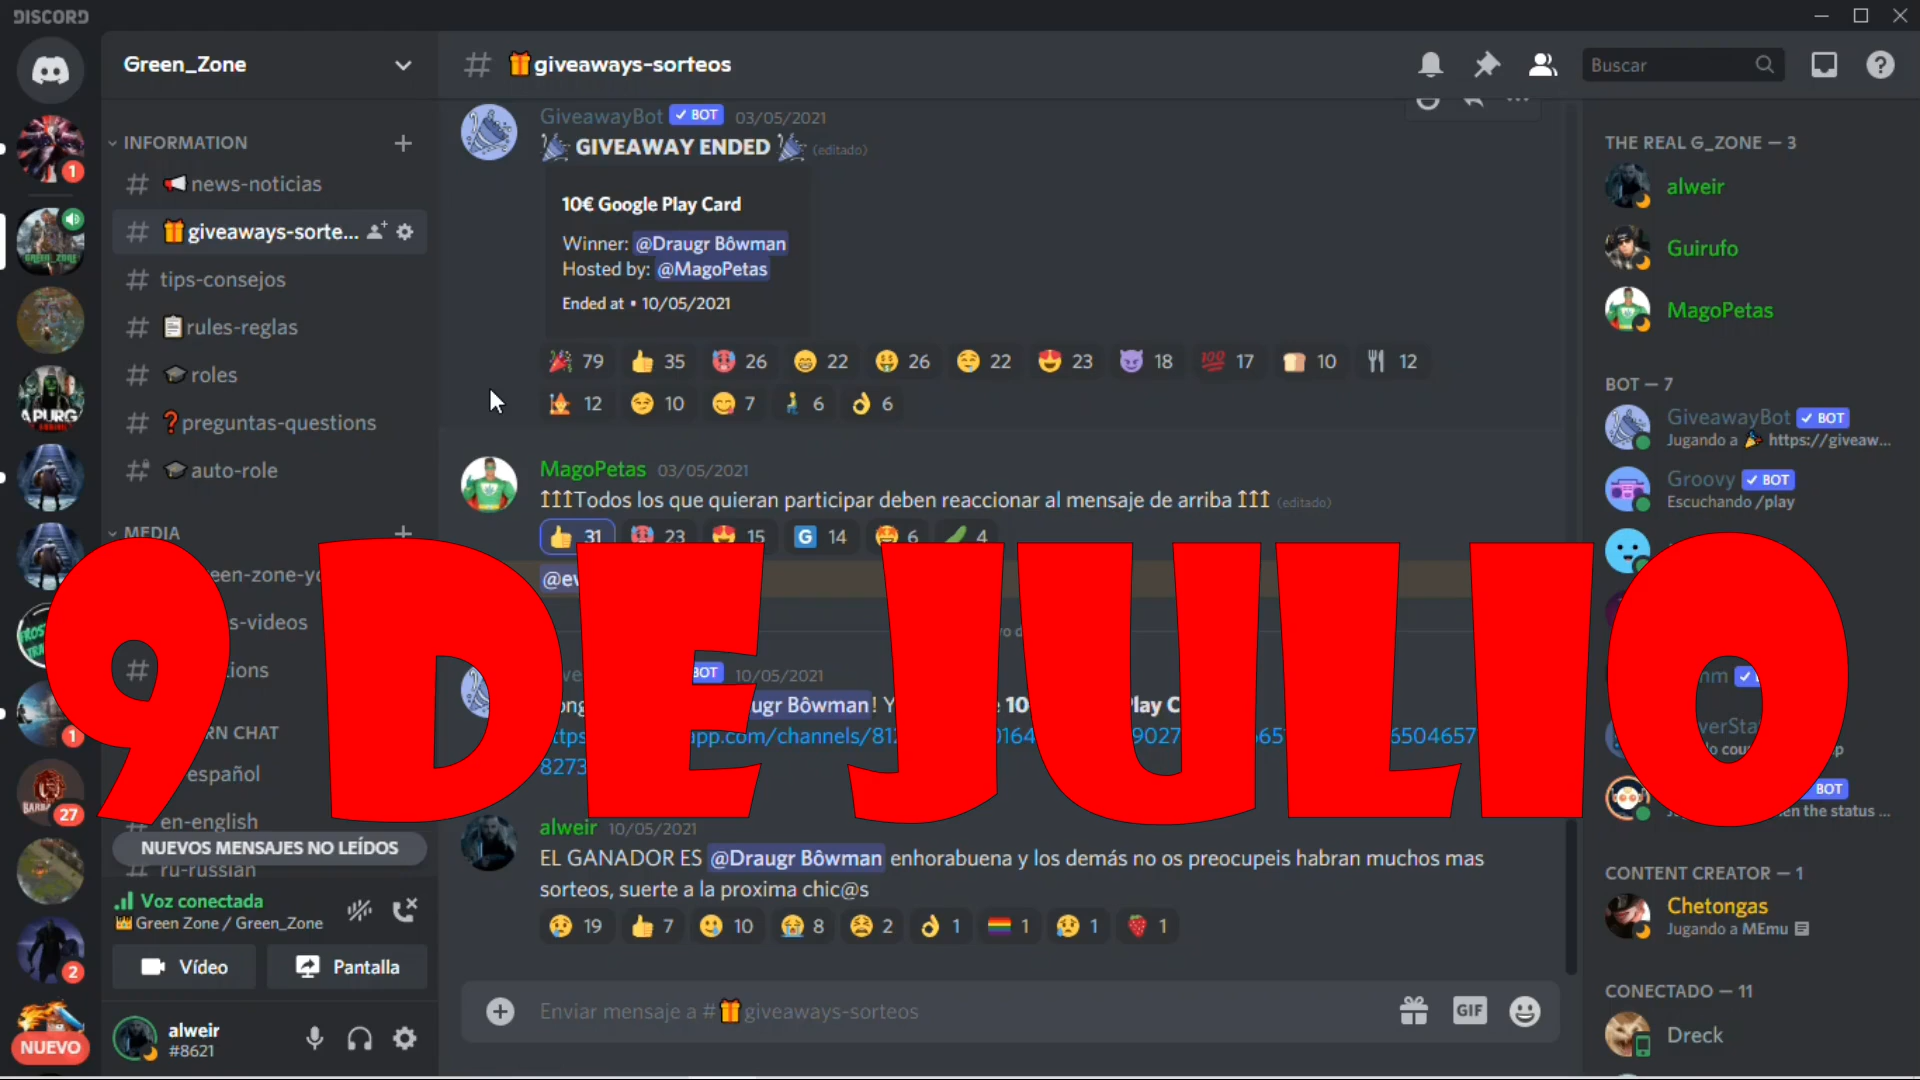 DISCORD
Green_Zone
🎁giveaways-sorteos
Buscar
INFORMATION
📢news-noticias
🎁giveaways-sorte...
tips-consejos
📋rules-reglas
🎓roles
❓preguntas-questions
🎓auto-role
MEDIA
s-videos
español
en-english
NUEVOS MENSAJES NO LEÍDOS
ru-russian
Voz conectada
Green Zone / Green_Zone
Vídeo
Pantalla
alweir
#8621
1
1
27
2
NUEVO
GiveawayBot BOT 03/05/2021
GIVEAWAY ENDED (editado)
10€ Google Play Card
Winner: @Draugr Bôwman
Hosted by: @MagoPetas
Ended at • 10/05/2021
79 35 26 22 26 22 23 18 17 10 12
12 10 7 6 6
MagoPetas 03/05/2021
↥↥↥Todos los que quieran participar deben reaccionar al mensaje de arriba ↥↥↥ (editado)
31 23 15 14 6 4
9 DE JULIO
BOT 10/05/2021
Bôwman!
alweir 10/05/2021
EL GANADOR ES @Draugr Bôwman enhorabuena y los demás no os preocupeis habran muchos mas
sorteos, suerte a la proxima chic@s
19 7 10 8 2 1 1 1 1
Enviar mensaje a #🎁giveaways-sorteos
GIF
THE REAL G_ZONE — 3
alweir
Guirufo
MagoPetas
BOT — 7
GiveawayBot BOT
Jugando a 🎉 https://giveaw...
Groovy BOT
Escuchando /play
BOT
en the status ...
CONTENT CREATOR — 1
Chetongas
Jugando a MEmu
CONECTADO — 11
Dreck